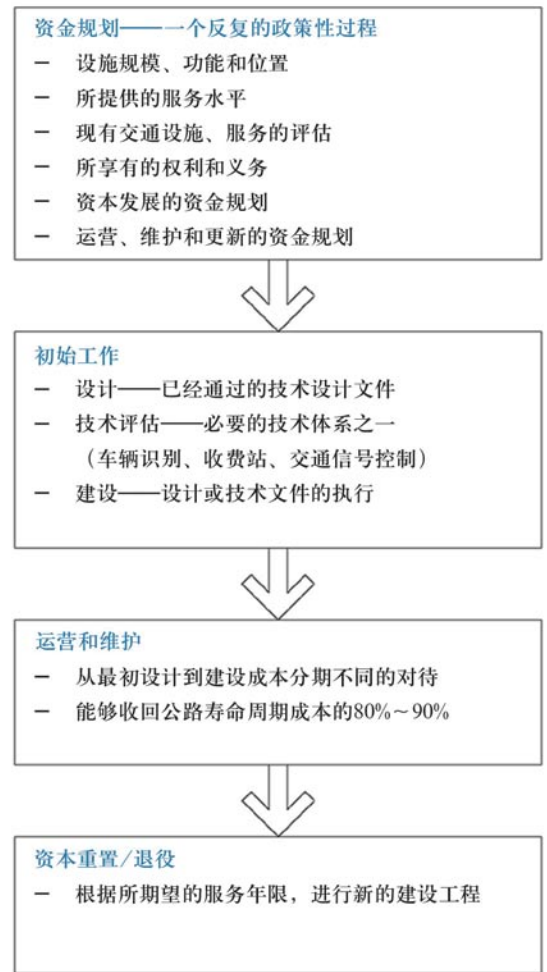 资金规划——一个反复的政策性过程
— 设施规模、功能和位置
— 所提供的服务水平
— 现有交通设施、服务的评估
— 所享有的权利和义务
— 资本发展的资金规划
— 运营、维护和更新的资金规划
初始工作
— 设计——已经通过的技术设计文件
— 技术评估——必要的技术体系之一
（车辆识别、收费站、交通信号控制）
— 建设——设计或技术文件的执行
运营和维护
— 从最初设计到建设成本分期不同的对待
— 能够收回公路寿命周期成本的80%～90%
资本重置/退役
— 根据所期望的服务年限，进行新的建设工程